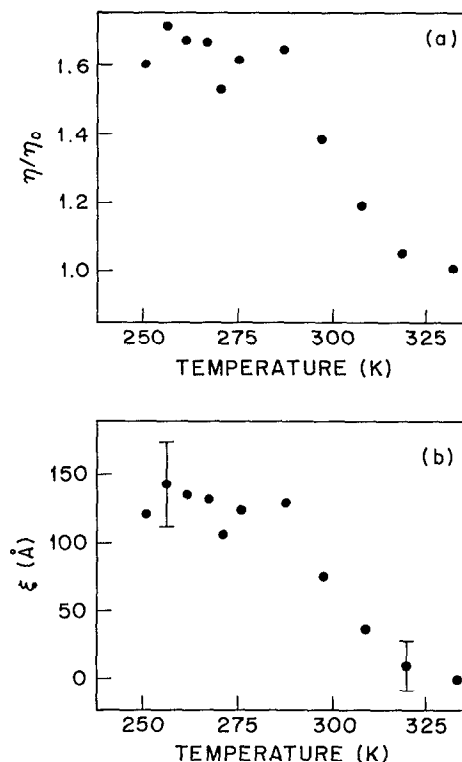 (a)
1.6
1.4
1.2
1.0
η/η₀
250 275 300 325
TEMPERATURE (K)
(b)
150
100
50
0
ξ (Å)
250 275 300 325
TEMPERATURE (K)